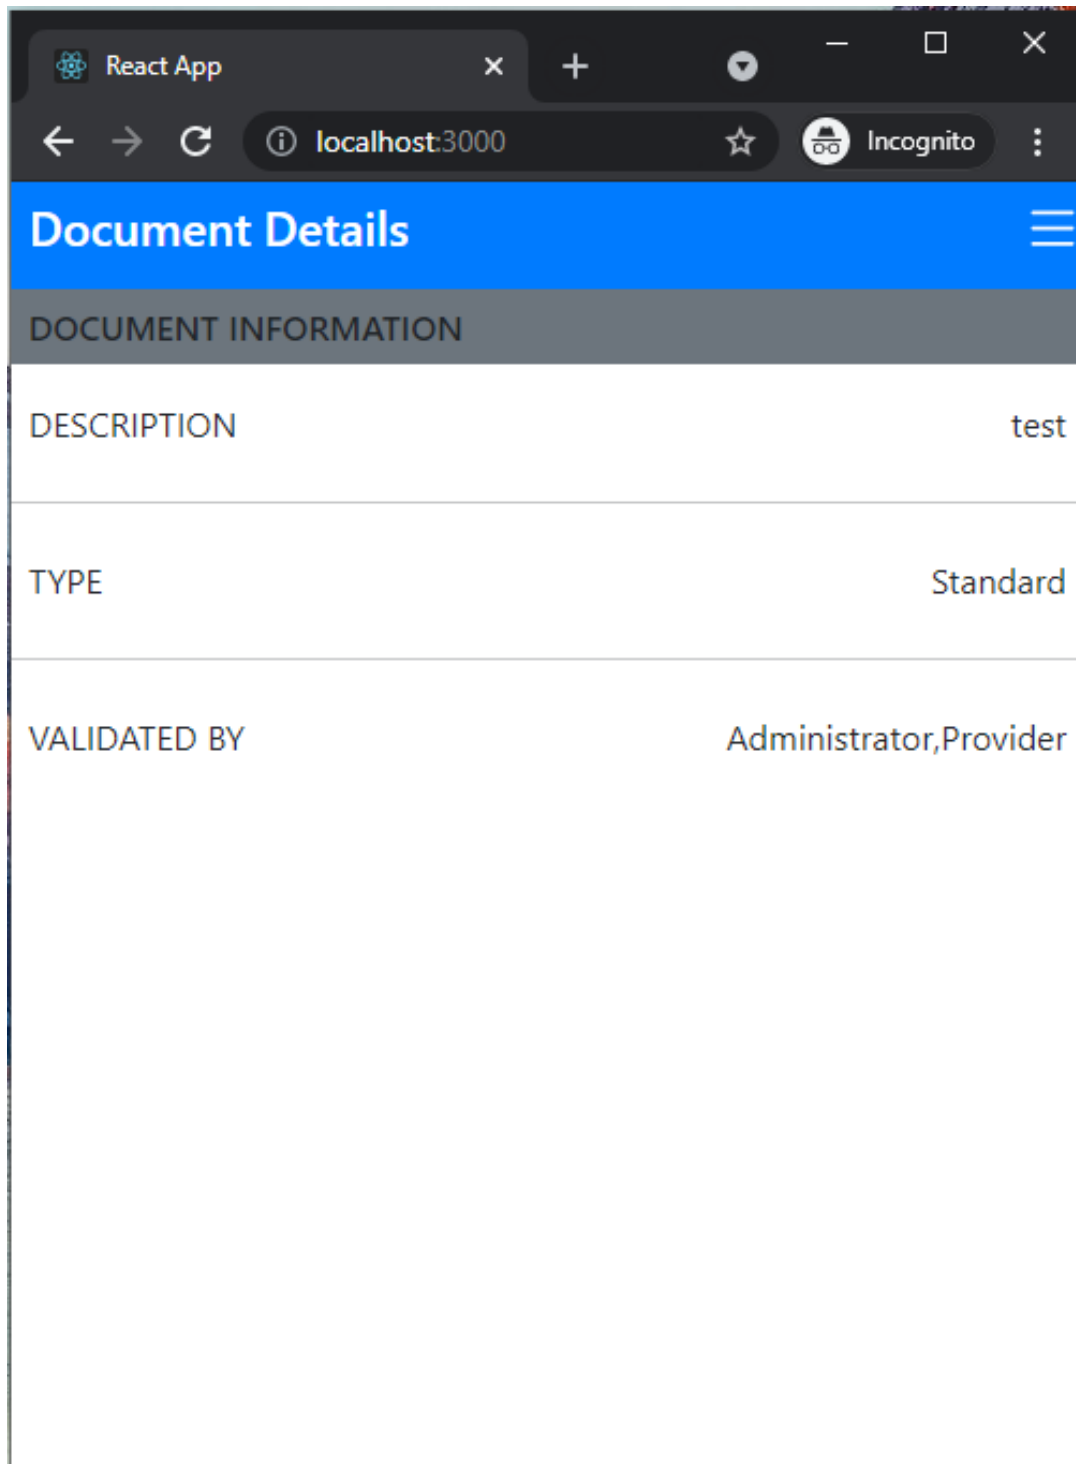 React App
localhost:3000
Incognito
Document Details
DOCUMENT INFORMATION
DESCRIPTION test
TYPE Standard
VALIDATED BY Administrator,Provider